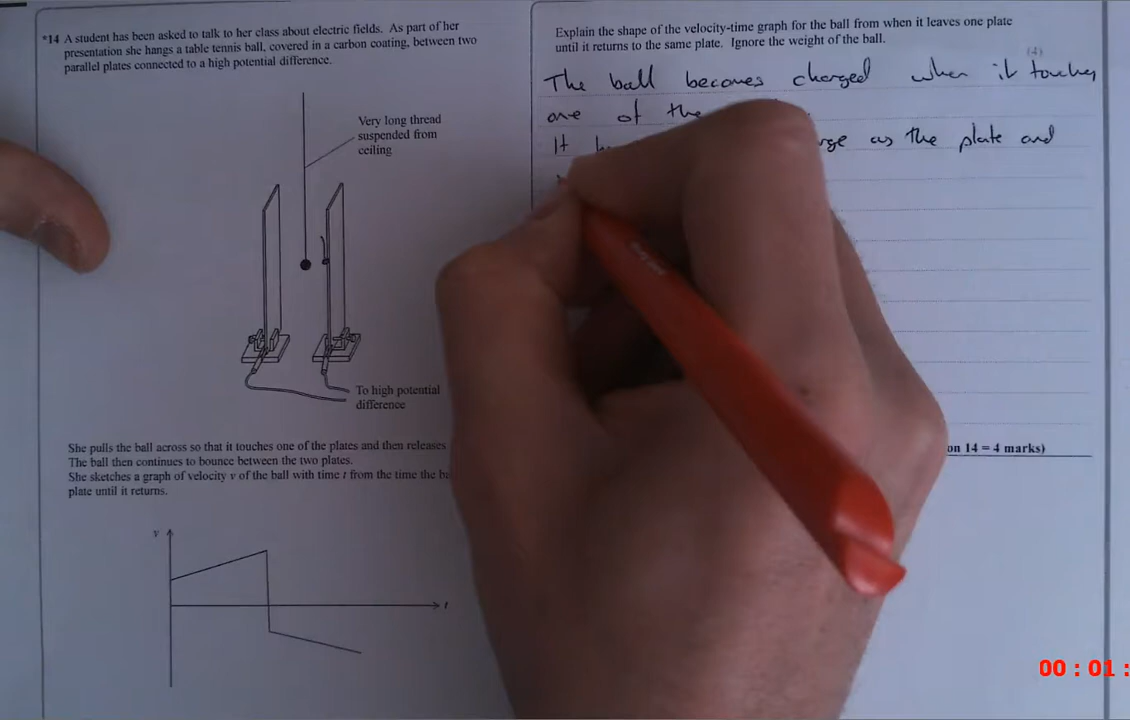 *14 A student has been asked to talk to her class about electric fields. As part of her
presentation she hangs a table tennis ball, covered in a carbon coating, between two
parallel plates connected to a high potential difference.
Very long thread
suspended from
ceiling
To high potential
difference
She pulls the ball across so that it touches one of the plates and then releases
The ball then continues to bounce between the two plates.
She sketches a graph of velocity v of the ball with time t from the time the
plate until it returns.
v
t
Explain the shape of the velocity-time graph for the ball from when it leaves one plate
until it returns to the same plate. Ignore the weight of the ball.
(4)
The ball becomes charged when it touches
one of the
It as the plate and
on 14 = 4 marks)
00 : 01 :